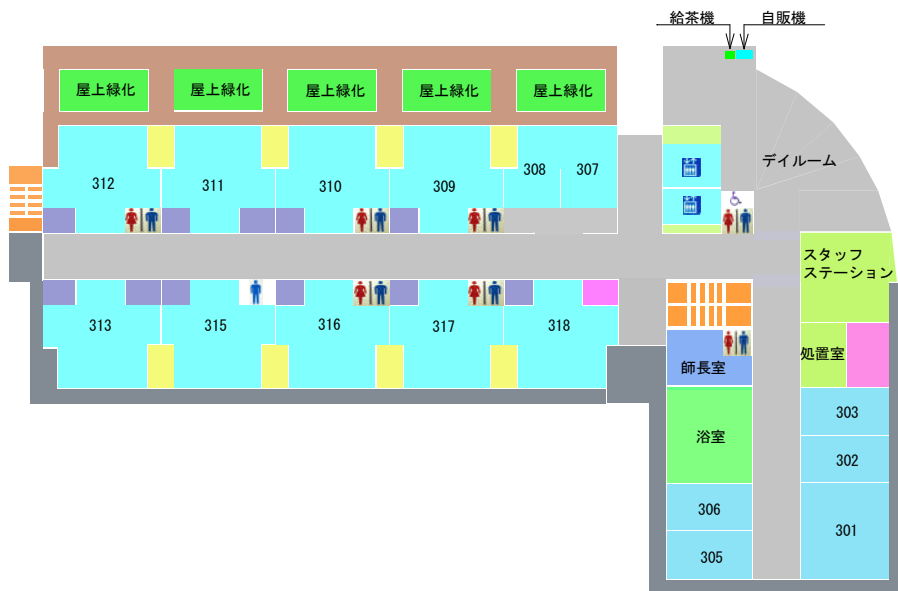 給茶機 自販機
屋上緑化 屋上緑化 屋上緑化 屋上緑化 屋上緑化
デイルーム
312 311 310 309 308 307
スタッフ
ステーション
313 315 316 317 318
師長室 処置室
303
浴室
302
306
301
305